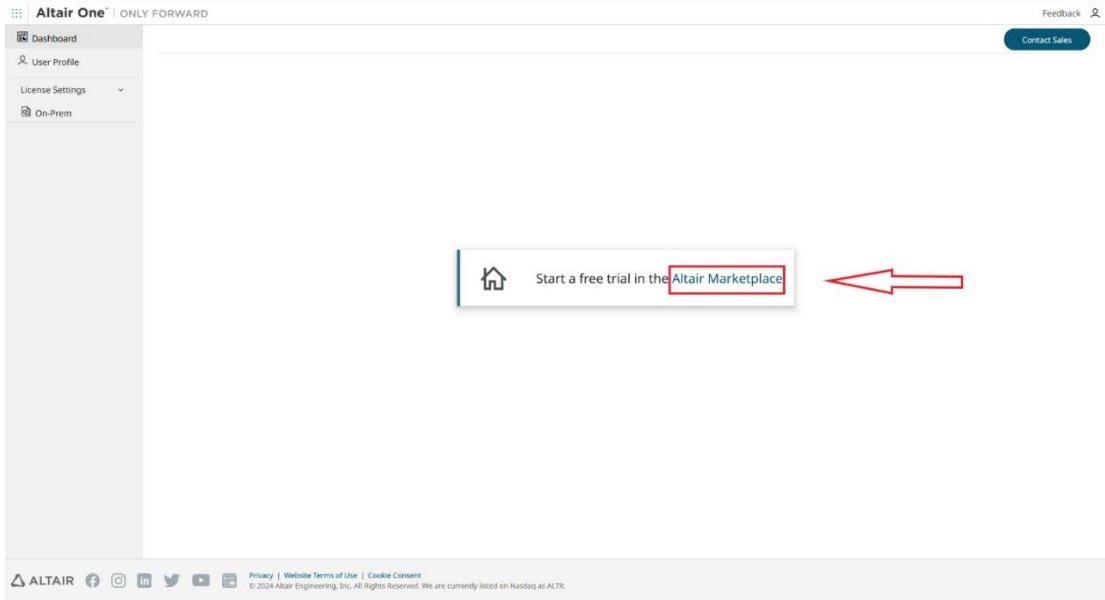 Altair One™ | ONLY FORWARD
Feedback
Dashboard
Contact Sales
User Profile
License Settings
On-Prem
Start a free trial in the Altair Marketplace
ALTAIR
Privacy | Website Terms of Use | Cookie Consent
© 2024 Altair Engineering, Inc. All Rights Reserved. We are currently listed on Nasdaq as ALTR.